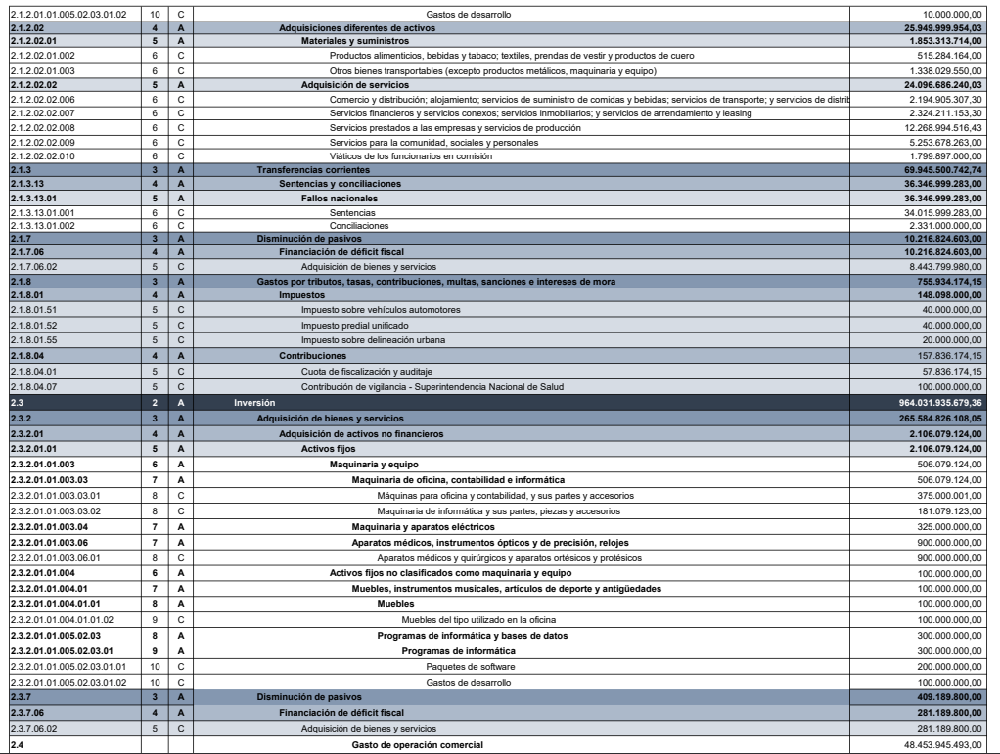 2.1.2.01.01.005.02.03.01.02 10 C Gastos de desarrollo 10.000.000,00
2.1.2.02 4 A Adquisiciones diferentes de activos 25.949.999.954,03
2.1.2.02.01 5 A Materiales y suministros 1.853.313.714,00
2.1.2.02.01.002 6 C Productos alimenticios, bebidas y tabaco; textiles, prendas de vestir y productos de cuero 515.284.164,00
2.1.2.02.01.003 6 C Otros bienes transportables (excepto productos metálicos, maquinaria y equipo) 1.338.029.550,00
2.1.2.02.02 5 A Adquisición de servicios 24.096.686.240,03
2.1.2.02.02.006 6 C Comercio y distribución; alojamiento; servicios de suministro de comidas y bebidas; servicios de transporte; y servicios de distrit 2.194.905.307,30
2.1.2.02.02.007 6 C Servicios financieros y servicios conexos; servicios inmobiliarios; y servicios de arrendamiento y leasing 2.324.211.153,30
2.1.2.02.02.008 6 C Servicios prestados a las empresas y servicios de producción 12.268.994.516,43
2.1.2.02.02.009 6 C Servicios para la comunidad, sociales y personales 5.253.678.263,00
2.1.2.02.02.010 6 C Viáticos de los funcionarios en comisión 1.799.897.000,00
2.1.3 3 A Transferencias corrientes 69.945.500.742,74
2.1.3.13 4 A Sentencias y conciliaciones 36.346.999.283,00
2.1.3.13.01 5 A Fallos nacionales 36.346.999.283,00
2.1.3.13.01.001 6 C Sentencias 34.015.999.283,00
2.1.3.13.01.002 6 C Conciliaciones 2.331.000.000,00
2.1.7 3 A Disminución de pasivos 10.216.824.603,00
2.1.7.06 4 A Financiación de déficit fiscal 10.216.824.603,00
2.1.7.06.02 5 C Adquisición de bienes y servicios 8.443.799.980,00
2.1.8 3 A Gastos por tributos, tasas, contribuciones, multas, sanciones e intereses de mora 755.934.174,15
2.1.8.01 4 A Impuestos 148.098.000,00
2.1.8.01.51 5 C Impuesto sobre vehículos automotores 40.000.000,00
2.1.8.01.52 5 C Impuesto predial unificado 40.000.000,00
2.1.8.01.55 5 C Impuesto sobre delineación urbana 20.000.000,00
2.1.8.04 4 A Contribuciones 157.836.174,15
2.1.8.04.01 5 C Cuota de fiscalización y auditaje 57.836.174,15
2.1.8.04.07 5 C Contribución de vigilancia - Superintendencia Nacional de Salud 100.000.000,00
2.3 2 A Inversión 964.031.935.679,36
2.3.2 3 A Adquisición de bienes y servicios 265.584.826.108,05
2.3.2.01 4 A Adquisición de activos no financieros 2.106.079.124,00
2.3.2.01.01 5 A Activos fijos 2.106.079.124,00
2.3.2.01.01.003 6 A Maquinaria y equipo 506.079.124,00
2.3.2.01.01.003.03 7 A Maquinaria de oficina, contabilidad e informática 506.079.124,00
2.3.2.01.01.003.03.01 8 C Máquinas para oficina y contabilidad, y sus partes y accesorios 375.000.001,00
2.3.2.01.01.003.03.02 8 C Maquinaria de informática y sus partes, piezas y accesorios 181.079.123,00
2.3.2.01.01.003.04 7 A Maquinaria y aparatos eléctricos 325.000.000,00
2.3.2.01.01.003.06 7 A Aparatos médicos, instrumentos ópticos y de precisión, relojes 900.000.000,00
2.3.2.01.01.003.06.01 8 C Aparatos médicos y quirúrgicos y aparatos ortésicos y protésicos 900.000.000,00
2.3.2.01.01.004 6 A Activos fijos no clasificados como maquinaria y equipo 100.000.000,00
2.3.2.01.01.004.01 7 A Muebles, instrumentos musicales, artículos de deporte y antigüedades 100.000.000,00
2.3.2.01.01.004.01.01 8 A Muebles 100.000.000,00
2.3.2.01.01.004.01.01.02 9 C Muebles del tipo utilizado en la oficina 100.000.000,00
2.3.2.01.01.005.02.03 8 A Programas de informática y bases de datos 300.000.000,00
2.3.2.01.01.005.02.03.01 9 A Programas de informática 300.000.000,00
2.3.2.01.01.005.02.03.01.01 10 C Paquetes de software 200.000.000,00
2.3.2.01.01.005.02.03.01.02 10 C Gastos de desarrollo 100.000.000,00
2.3.7 3 A Disminución de pasivos 409.189.800,00
2.3.7.06 4 A Financiación de déficit fiscal 281.189.800,00
2.3.7.06.02 5 C Adquisición de bienes y servicios 281.189.800,00
2.4 Gasto de operación comercial 48.453.945.493,00